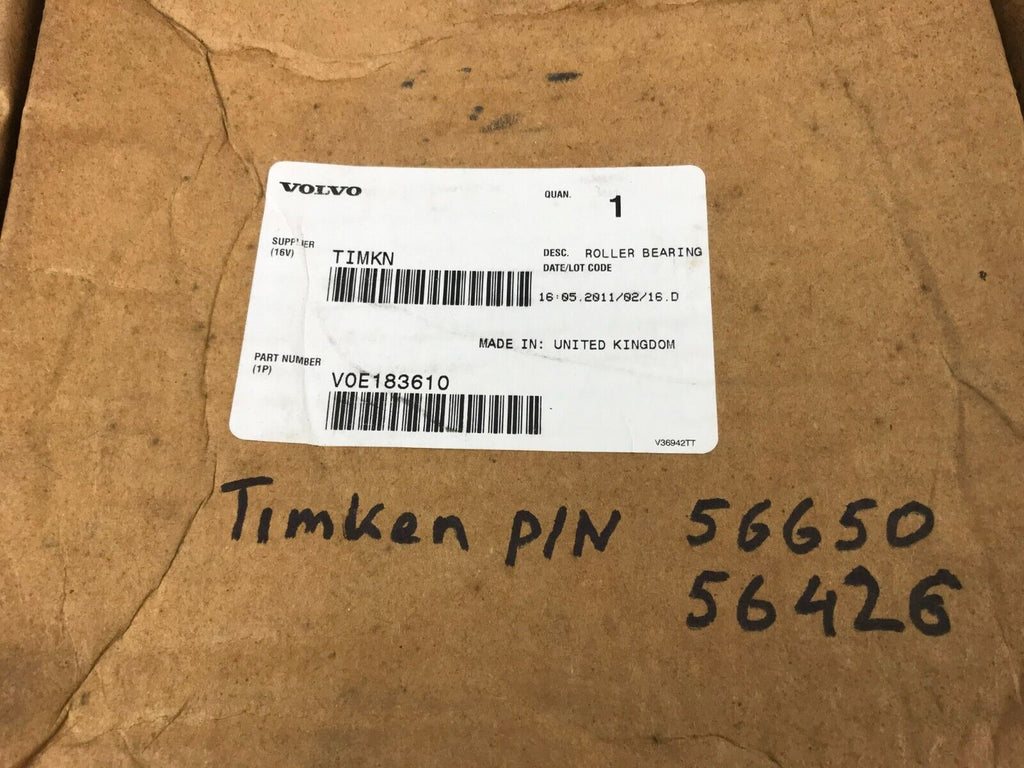 VOLVO
QUAN. 1
SUPPLIER
(16V)
TIMKN
DESC. ROLLER BEARING
DATE/LOT CODE
16:05.2011/02/16.D
MADE IN: UNITED KINGDOM
PART NUMBER
(1P)
VOE183610
V36942TT
Timken P/N 56650
56426